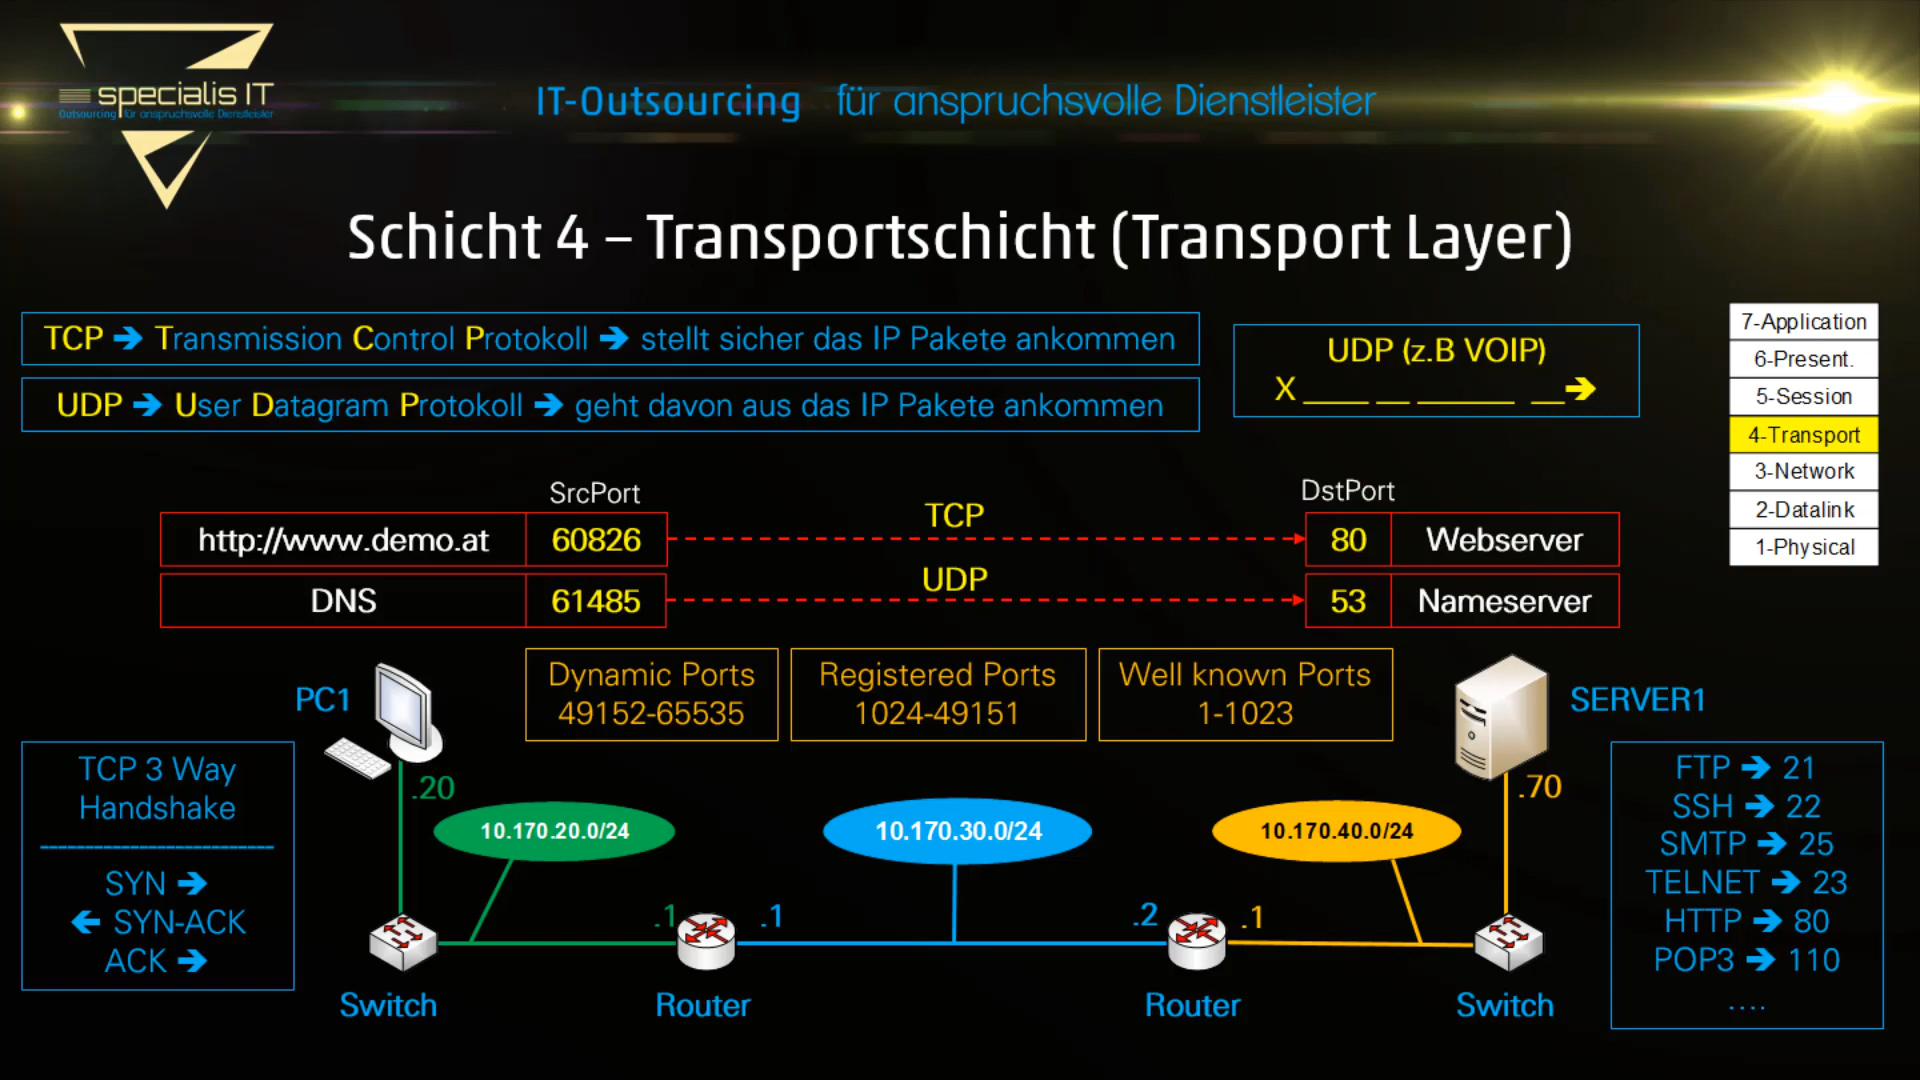 specialis IT
Outsourcing für anspruchsvolle Dienstleister
IT-Outsourcing für anspruchsvolle Dienstleister
Schicht 4 – Transportschicht (Transport Layer)
TCP ➔ Transmission Control Protokoll ➔ stellt sicher das IP Pakete ankommen
UDP ➔ User Datagram Protokoll ➔ geht davon aus das IP Pakete ankommen
UDP (z.B VOIP)
X ____ __ ______ __➔
7-Application
6-Present.
5-Session
4-Transport
3-Network
2-Datalink
1-Physical
SrcPort
DstPort
http://www.demo.at 60826 TCP 80 Webserver
DNS 61485 UDP 53 Nameserver
Dynamic Ports
49152-65535
Registered Ports
1024-49151
Well known Ports
1-1023
PC1
SERVER1
.20
.70
TCP 3 Way
Handshake
SYN ➔
🡸 SYN-ACK
ACK ➔
10.170.20.0/24
10.170.30.0/24
10.170.40.0/24
.1
.1
.2
.1
Switch
Router
Router
Switch
FTP ➔ 21
SSH ➔ 22
SMTP ➔ 25
TELNET ➔ 23
HTTP ➔ 80
POP3 ➔ 110
....